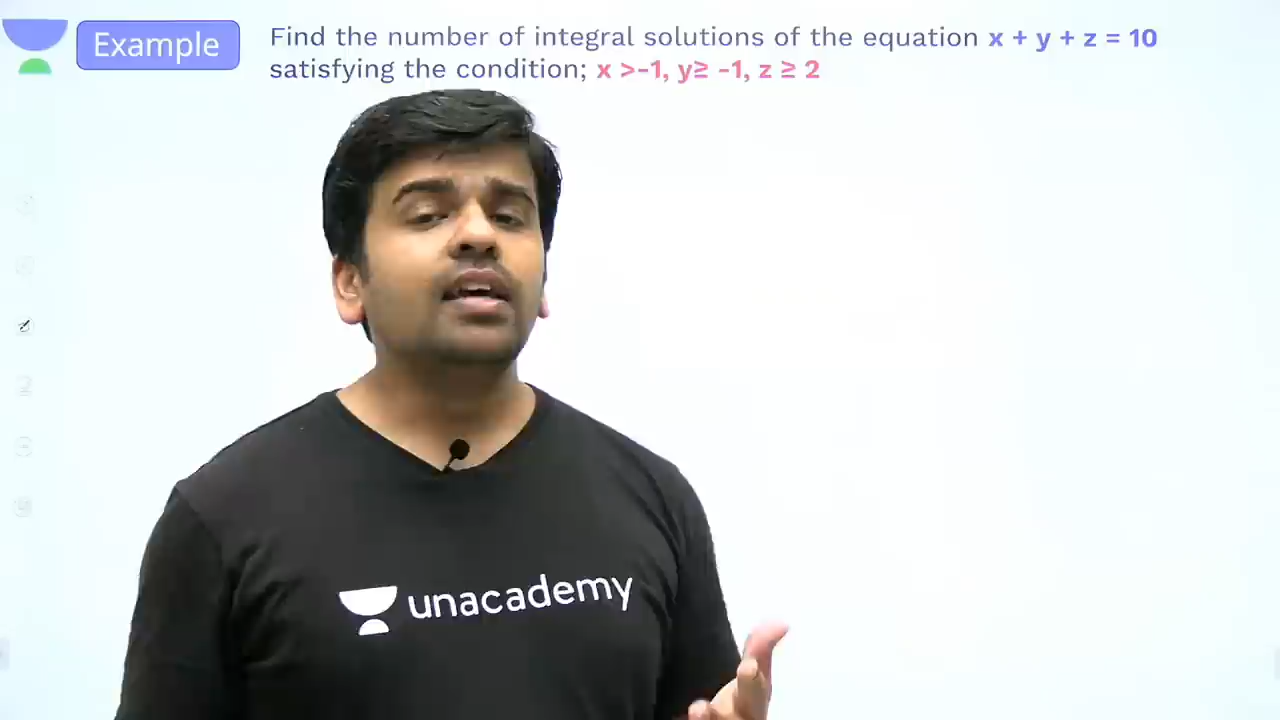 Example
Find the number of integral solutions of the equation x + y + z = 10
satisfying the condition; x >-1, y≥ -1, z ≥ 2
unacademy